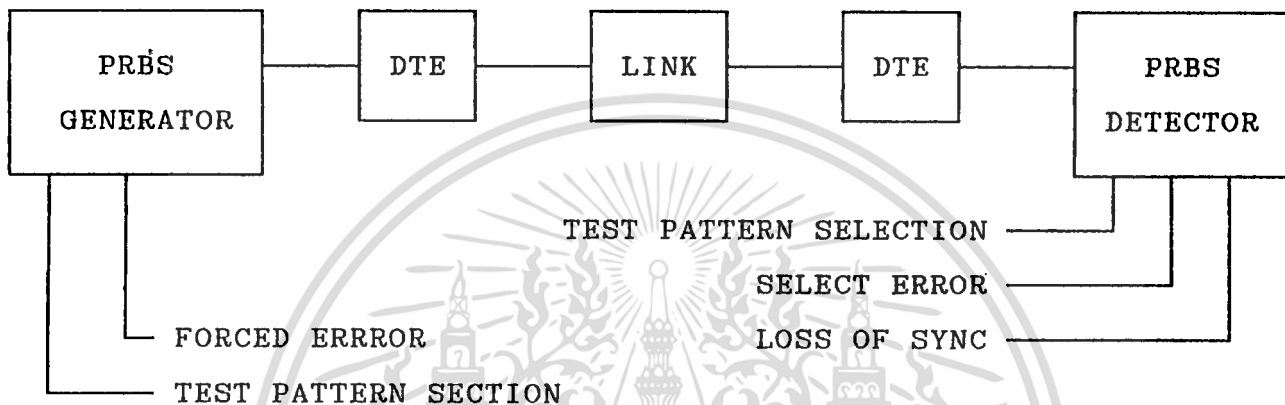 PRBS
GENERATOR
DTE
LINK
DTE
PRBS
DETECTOR
TEST PATTERN SELECTION
SELECT ERROR
LOSS OF SYNC
FORCED ERRROR
TEST PATTERN SECTION